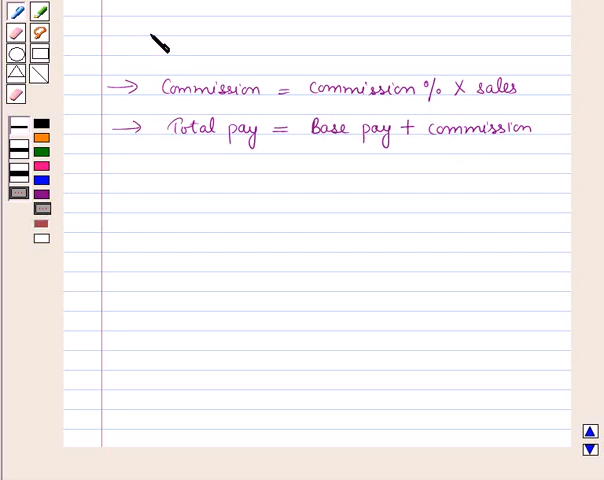 → Commission = Commission % × sales
→ Total pay = Base pay + commission